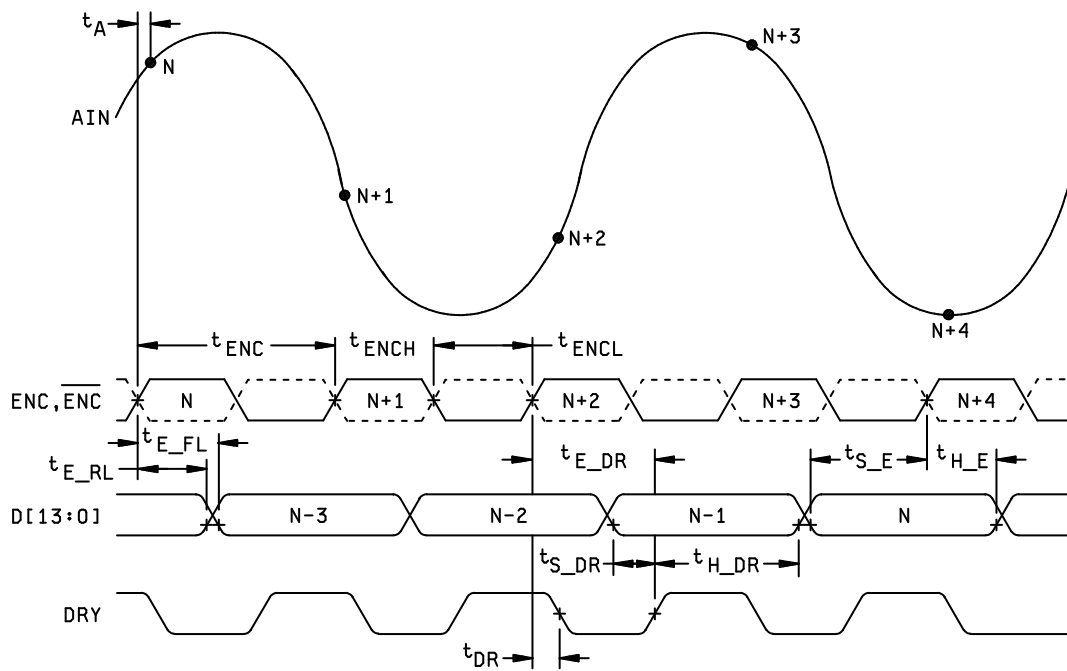 tA
N
N+3
AIN
N+1
N+2
N+4
tENC
tENCH
tENCL
ENC,ENC
N
N+1
N+2
N+3
N+4
tE_FL
tE_RL
tE_DR
tS_E
tH_E
D[13:0]
N-3
N-2
N-1
N
tS_DR
tH_DR
DRY
tDR